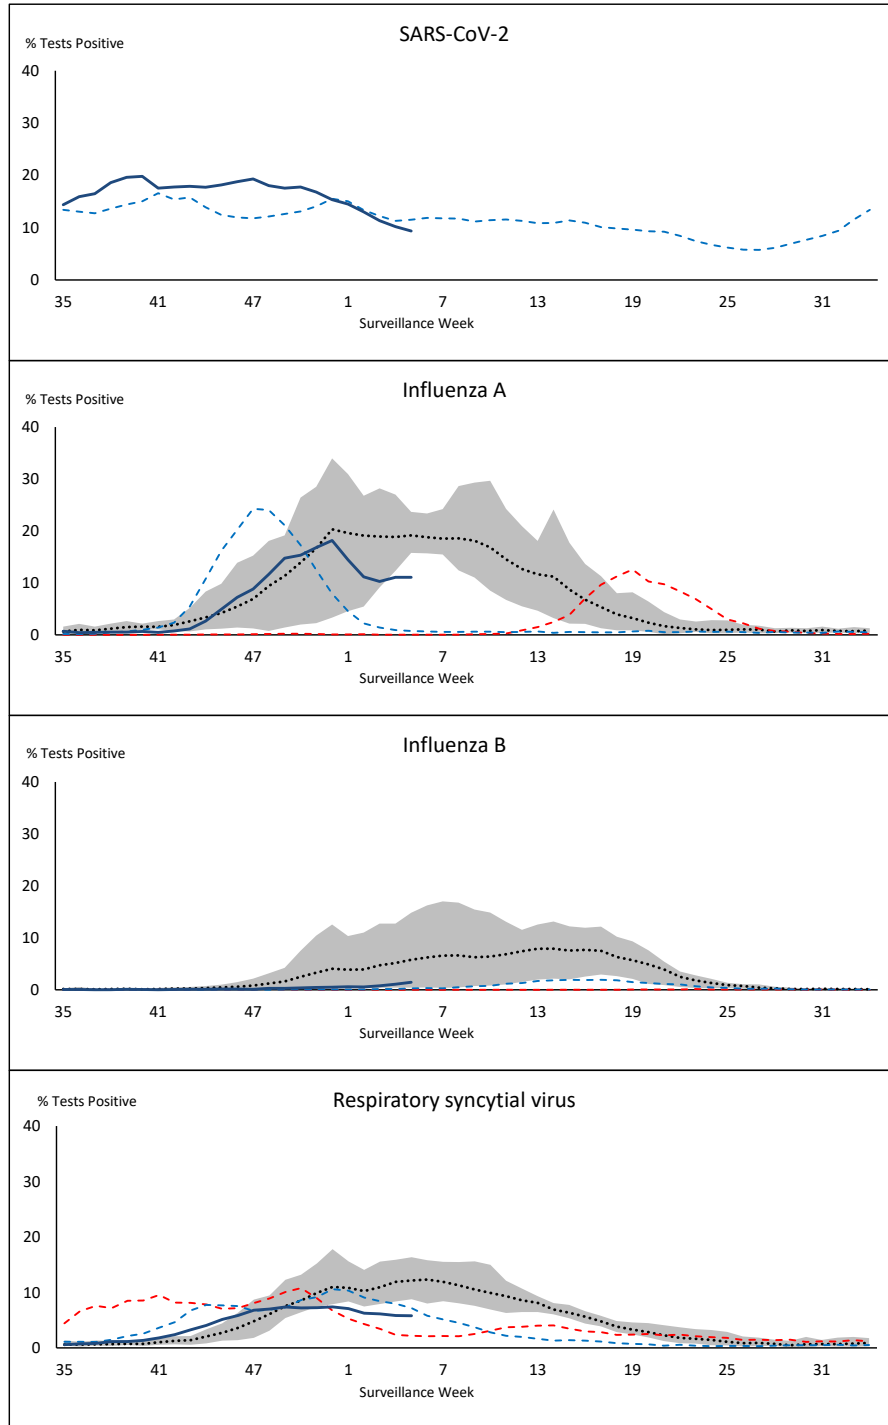 SARS-CoV-2
% Tests Positive
40
30
20
10
0
35 41 47 1 7 13 19 25 31
Surveillance Week
Influenza A
% Tests Positive
40
30
20
10
0
35 41 47 1 7 13 19 25 31
Surveillance Week
Influenza B
% Tests Positive
40
30
20
10
0
35 41 47 1 7 13 19 25 31
Surveillance Week
Respiratory syncytial virus
% Tests Positive
40
30
20
10
0
35 41 47 1 7 13 19 25 31
Surveillance Week